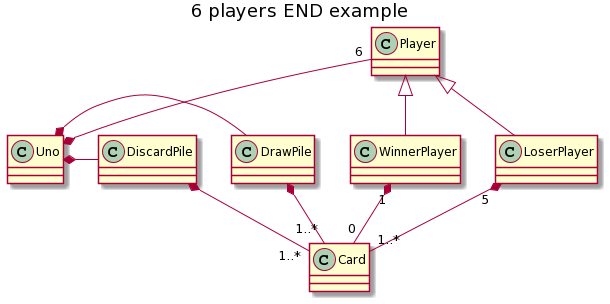 6 players END example
C Player
6
C Uno
C DiscardPile
C DrawPile
C WinnerPlayer
C LoserPlayer
1
5
1..*
0
1..*
1..*
C Card